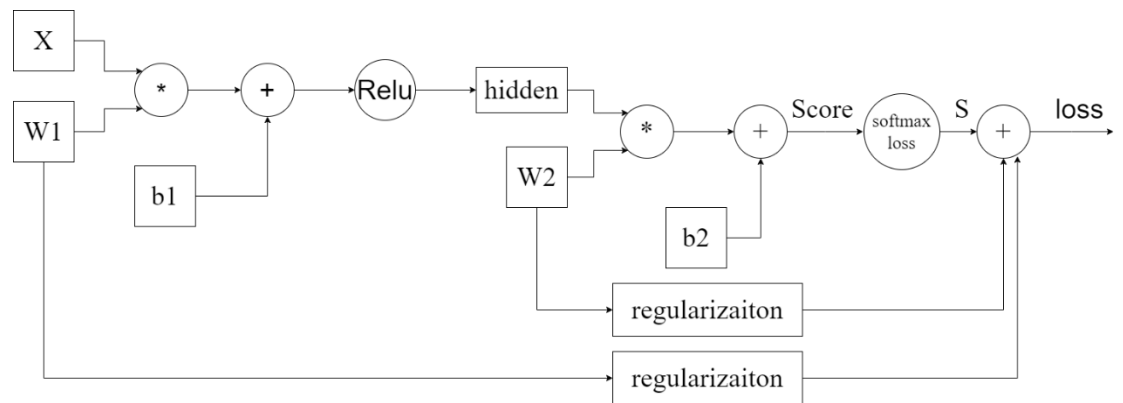 X
*
+
Relu
hidden
W1
b1
W2
*
+
Score
softmax
loss
S
+
loss
b2
regularizaiton
regularizaiton